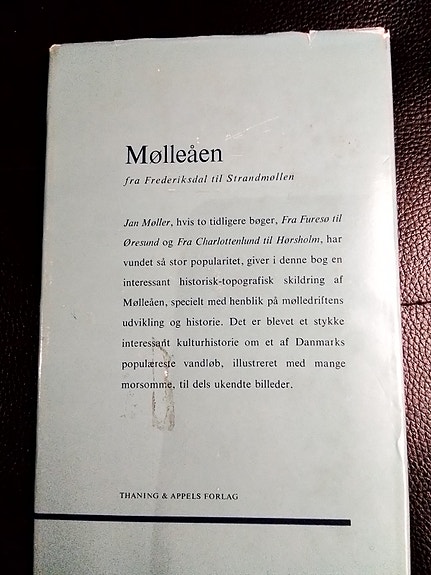 Mølleåen
fra Frederiksdal til Strandmøllen
Jan Møller, hvis to tidligere bøger, Fra Furesø til
Øresund og Fra Charlottenlund til Hørsholm, har
vundet så stor popularitet, giver i denne bog en
interessant historisk-topografisk skildring af
Mølleåen, specielt med henblik på mølledriftens
udvikling og historie. Det er blevet et stykke
interessant kulturhistorie om et af Danmarks
populæreste vandløb, illustreret med mange
morsomme, til dels ukendte billeder.
THANING & APPELS FORLAG